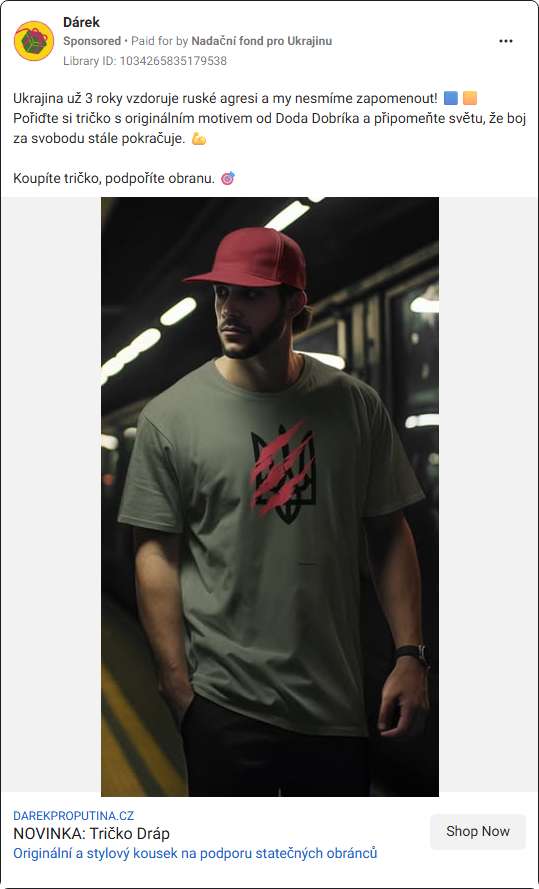 Dárek
Sponsored • Paid for by Nadační fond pro Ukrajinu
Library ID: 1034265835179538
Ukrajina už 3 roky vzdoruje ruské agresi a my nesmíme zapomenout! 🟦🟧
Pořiďte si tričko s originálním motivem od Doda Dobríka a připomeňte světu, že boj
za svobodu stále pokračuje. 💪
Koupíte tričko, podpoříte obranu. 🎯
DAREKPROPUTINA.CZ
NOVINKA: Tričko Dráp
Originální a stylový kousek na podporu statečných obránců
Shop Now